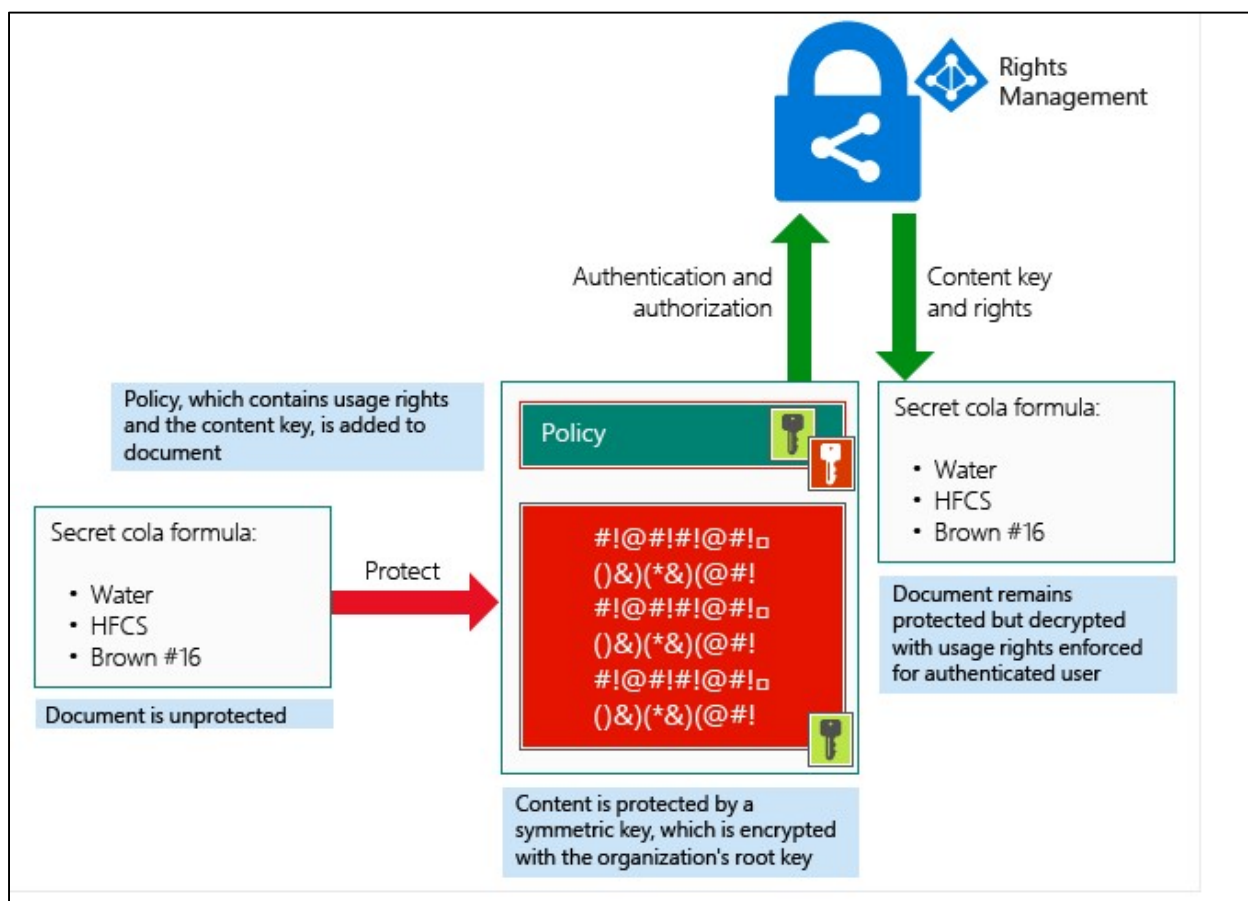 Rights
Management
Authentication and
authorization
Content key
and rights
Policy, which contains usage rights
and the content key, is added to
document
Policy
Secret cola formula:
• Water
• HFCS
• Brown #16
Secret cola formula:
• Water
• HFCS
• Brown #16
Protect
#!@#!#!@#!□
()&)(*&)(@#!
#!@#!#!@#!□
()&)(*&)(@#!
#!@#!#!@#!□
()&)(*&)(@#!
Document remains
protected but decrypted
with usage rights enforced
for authenticated user
Document is unprotected
Content is protected by a
symmetric key, which is encrypted
with the organization's root key